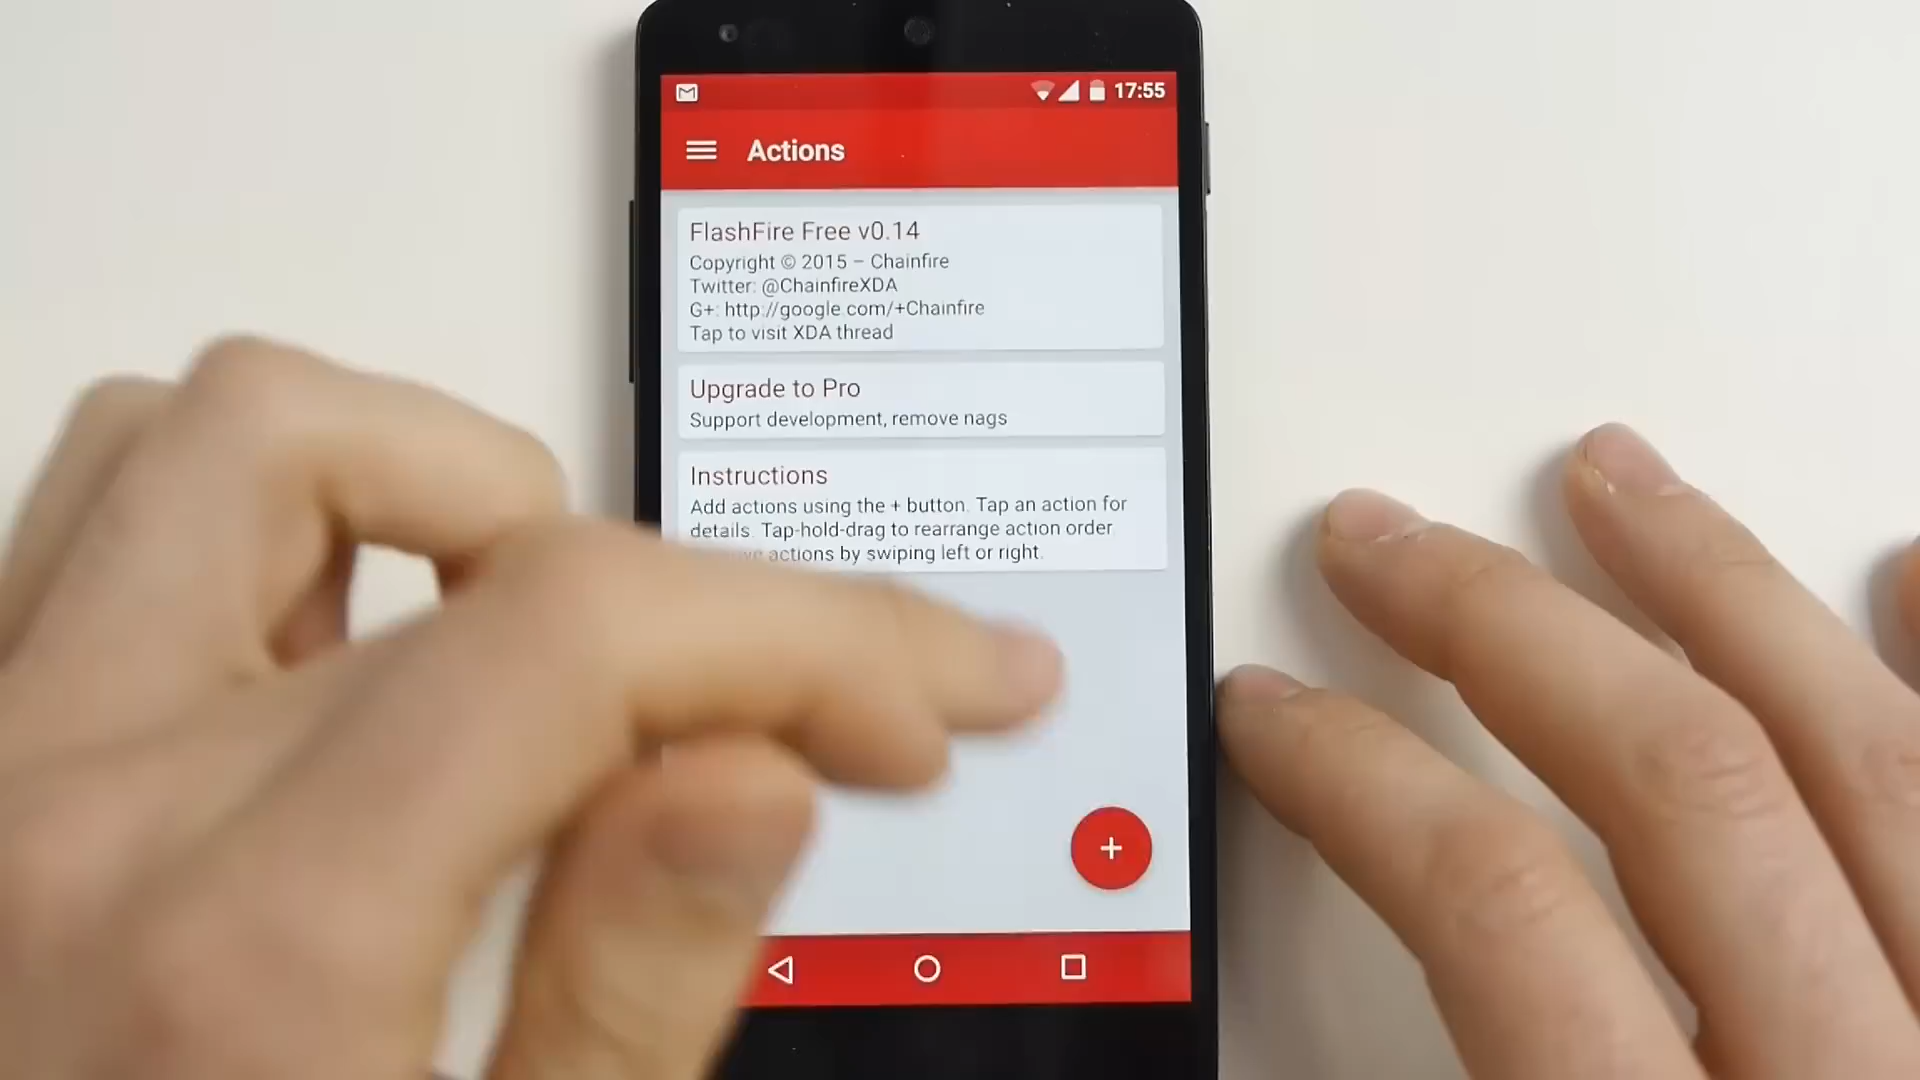 17:55
Actions
FlashFire Free v0.14
Copyright © 2015 – Chainfire
Twitter: @ChainfireXDA
G+: http://google.com/+Chainfire
Tap to visit XDA thread
Upgrade to Pro
Support development, remove nags
Instructions
Add actions using the + button. Tap an action for
details. Tap-hold-drag to rearrange action order.
actions by swiping left or right.
+